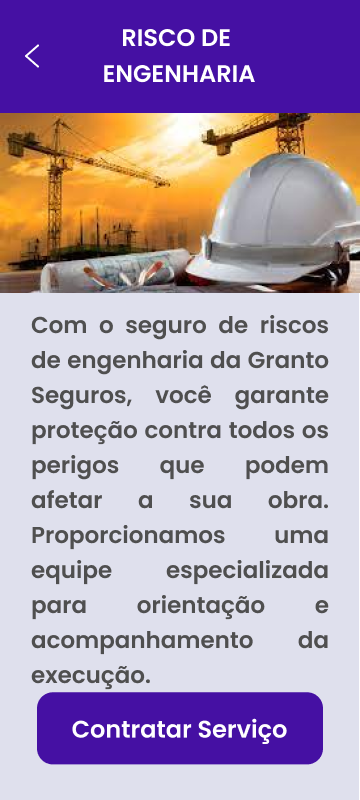 RISCO DE
ENGENHARIA
Com o seguro de riscos
de engenharia da Granto
Seguros, você garante
proteção contra todos os
perigos que podem
afetar a sua obra.
Proporcionamos uma
equipe especializada
para orientação e
acompanhamento da
execução.
Contratar Serviço